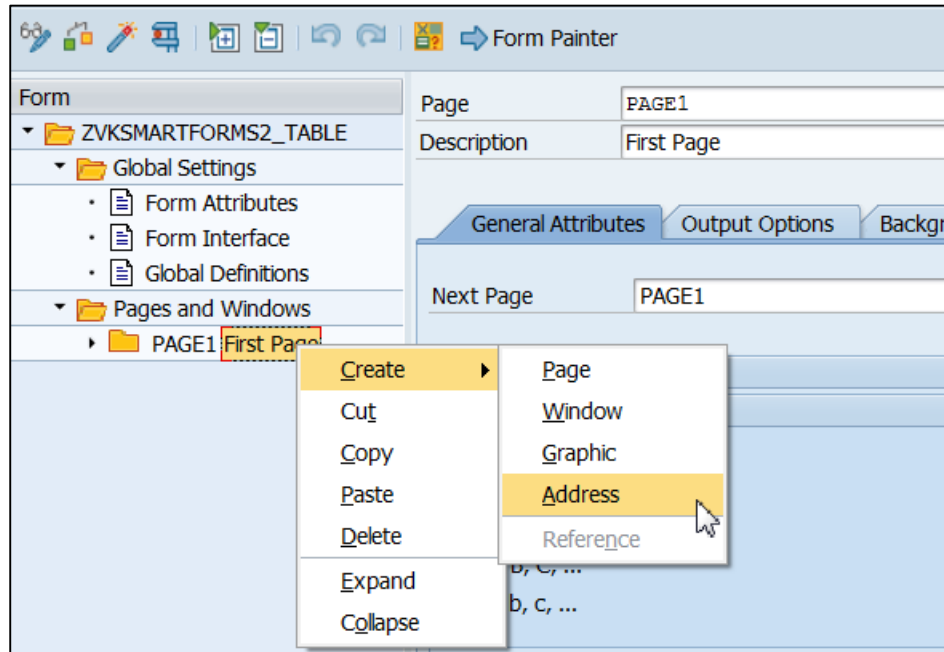 Form Painter
Form
ZVKSMARTFORMS2_TABLE
Global Settings
Form Attributes
Form Interface
Global Definitions
Pages and Windows
PAGE1 First Page
Page PAGE1
Description First Page
General Attributes Output Options
Next Page PAGE1
Create
Cut
Copy
Paste
Delete
Expand
Collapse
Page
Window
Graphic
Address
Reference
B, C, ...
b, c, ...